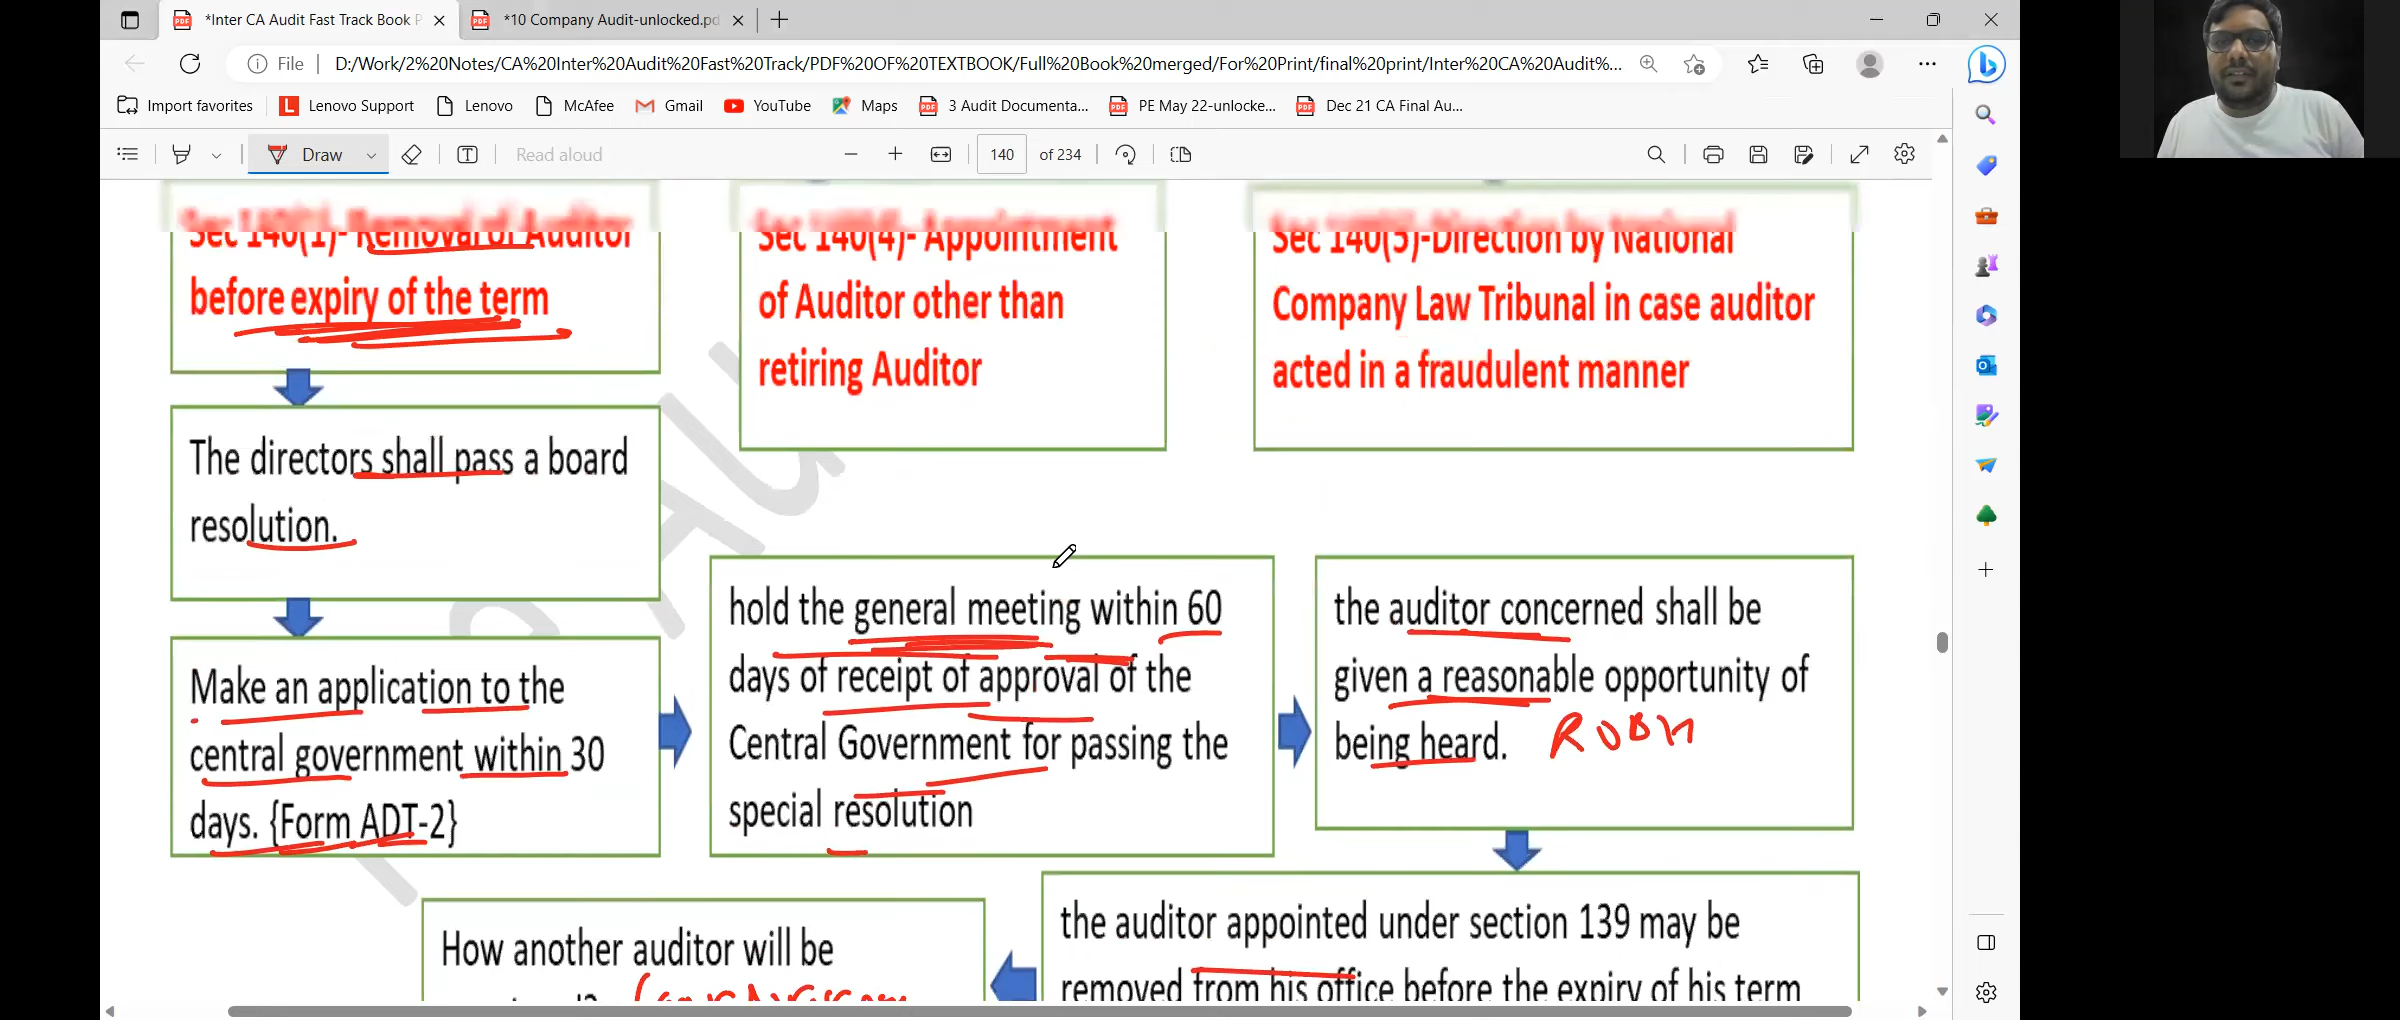 *Inter CA Audit Fast Track Book P
*10 Company Audit-unlocked.pd
File
D:/Work/2%20Notes/CA%20Inter%20Audit%20Fast%20Track/PDF%20OF%20TEXTBOOK/Full%20Book%20merged/For%20Print/final%20print/Inter%20CA%20Audit%...
Import favorites
Lenovo Support
Lenovo
McAfee
Gmail
YouTube
Maps
3 Audit Documenta...
PE May 22-unlocke...
Dec 21 CA Final Au...
Draw
Read aloud
140
of 234
Sec 140(1)- Removal of Auditor
before expiry of the term
Sec 140(4)- Appointment
of Auditor other than
retiring Auditor
Sec 140(5)-Direction by National
Company Law Tribunal in case auditor
acted in a fraudulent manner
The directors shall pass a board
resolution.
Make an application to the
central government within 30
days. {Form ADT-2}
hold the general meeting within 60
days of receipt of approval of the
Central Government for passing the
special resolution
the auditor concerned shall be
given a reasonable opportunity of
being heard.
ROBH
the auditor appointed under section 139 may be
removed from his office before the expiry of his term
How another auditor will be